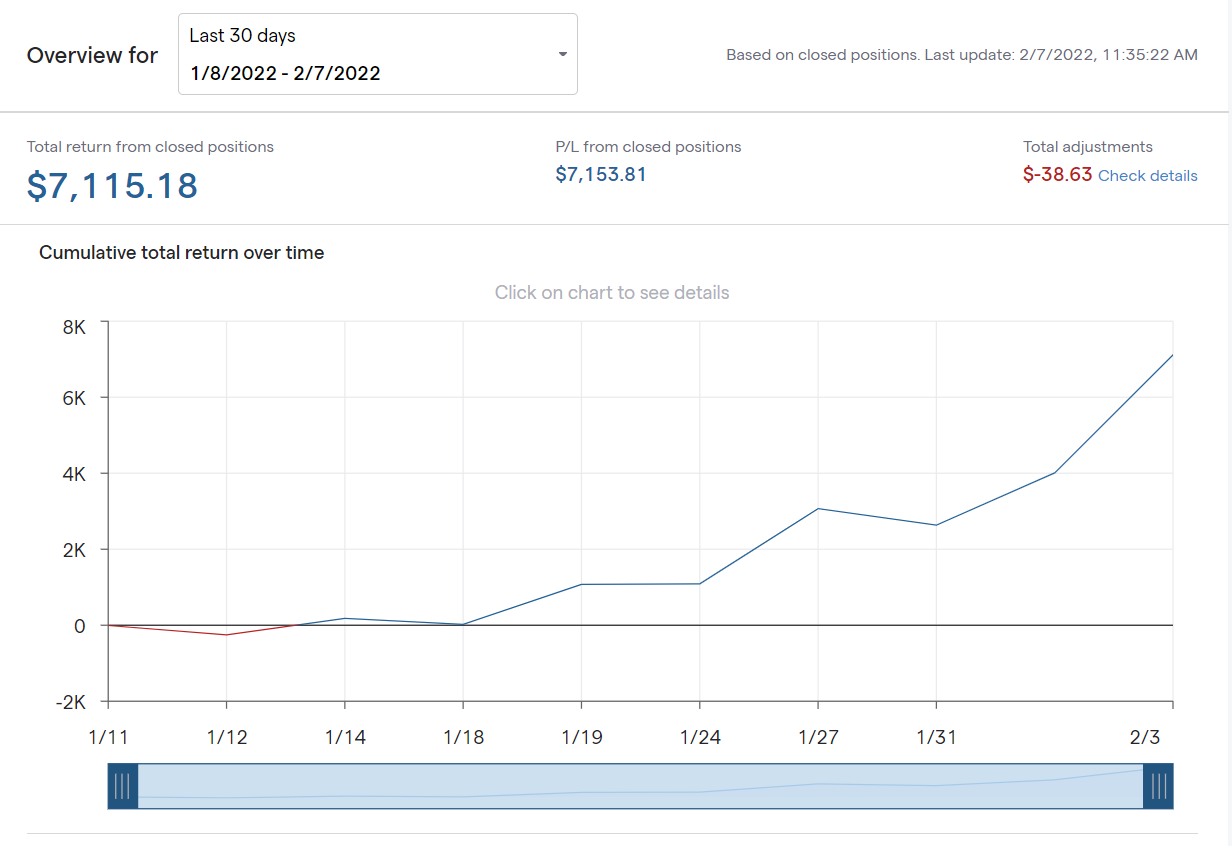 Overview for
Last 30 days
1/8/2022 - 2/7/2022
Based on closed positions. Last update: 2/7/2022, 11:35:22 AM
Total return from closed positions
$7,115.18
P/L from closed positions
$7,153.81
Total adjustments
$-38.63 Check details
Cumulative total return over time
Click on chart to see details
8K
6K
4K
2K
0
-2K
1/11 1/12 1/14 1/18 1/19 1/24 1/27 1/31 2/3